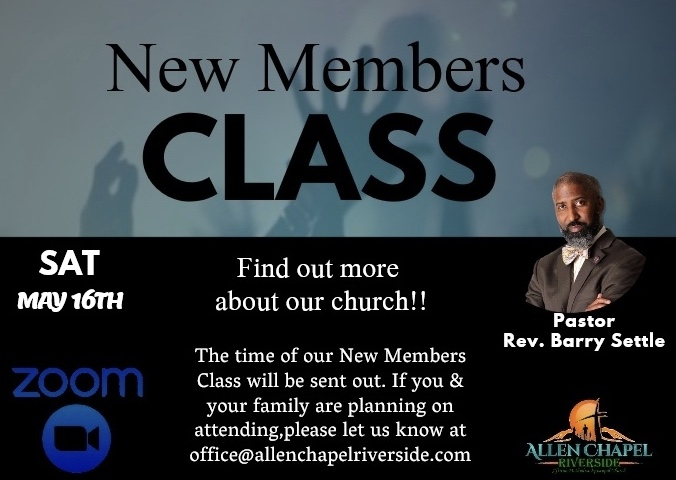 New Members
CLASS
SAT
MAY 16TH
Find out more
about our church!!
Pastor
Rev. Barry Settle
The time of our New Members
Class will be sent out. If you &
your family are planning on
attending,please let us know at
office@allenchapelriverside.com
zoom
ALLEN CHAPEL
RIVERSIDE